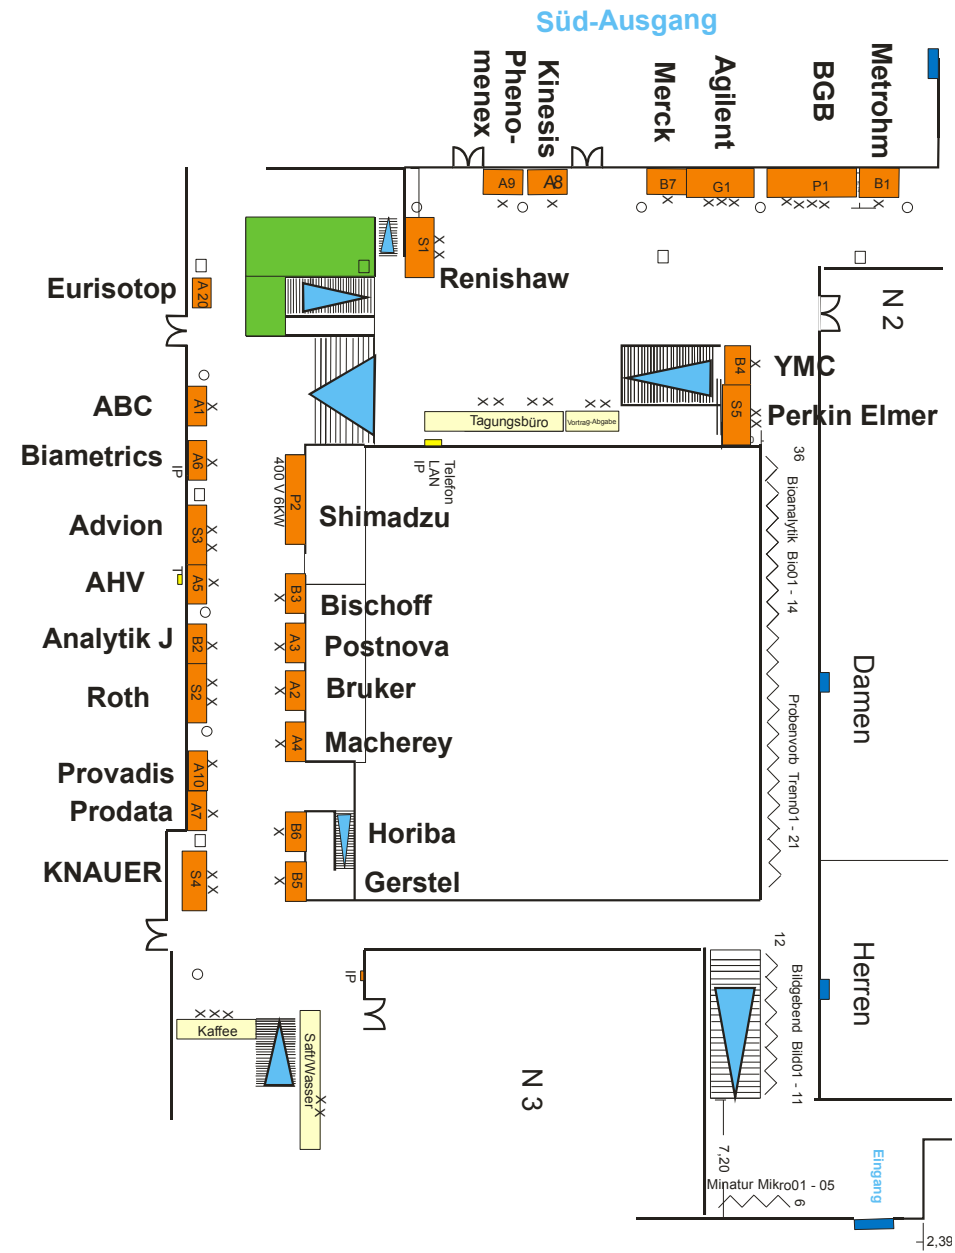 Süd-Ausgang
Pheno-
menex
Kinesis
Merck
Agilent
BGB
Metrohm
A9
A8
B7
G1
P1
B1
S1
Renishaw
N 2
Eurisotop
A 20
ABC
A1
Biametrics
A6
IP
Advion
S3
AHV
A5
Analytik J
B2
Roth
S2
Provadis
A10
Prodata
A7
KNAUER
S4
YMC
B4
Perkin Elmer
S5
Tagungsbüro
Vortrag-Abgabe
Telefon
LAN
IP
400 V 6KW
P2
Shimadzu
B3
Bischoff
A3
Postnova
A2
Bruker
A4
Macherey
B6
Horiba
B5
Gerstel
36
Bioanalytik Bio01 - 14
Probenvorb Trenn01 - 21
Damen
Herren
12
Bildgebend Bild01 - 11
IP
Kaffee
Saft/Wasser
N 3
7,20
Minatur Mikro01 - 05
6
Eingang
2,39